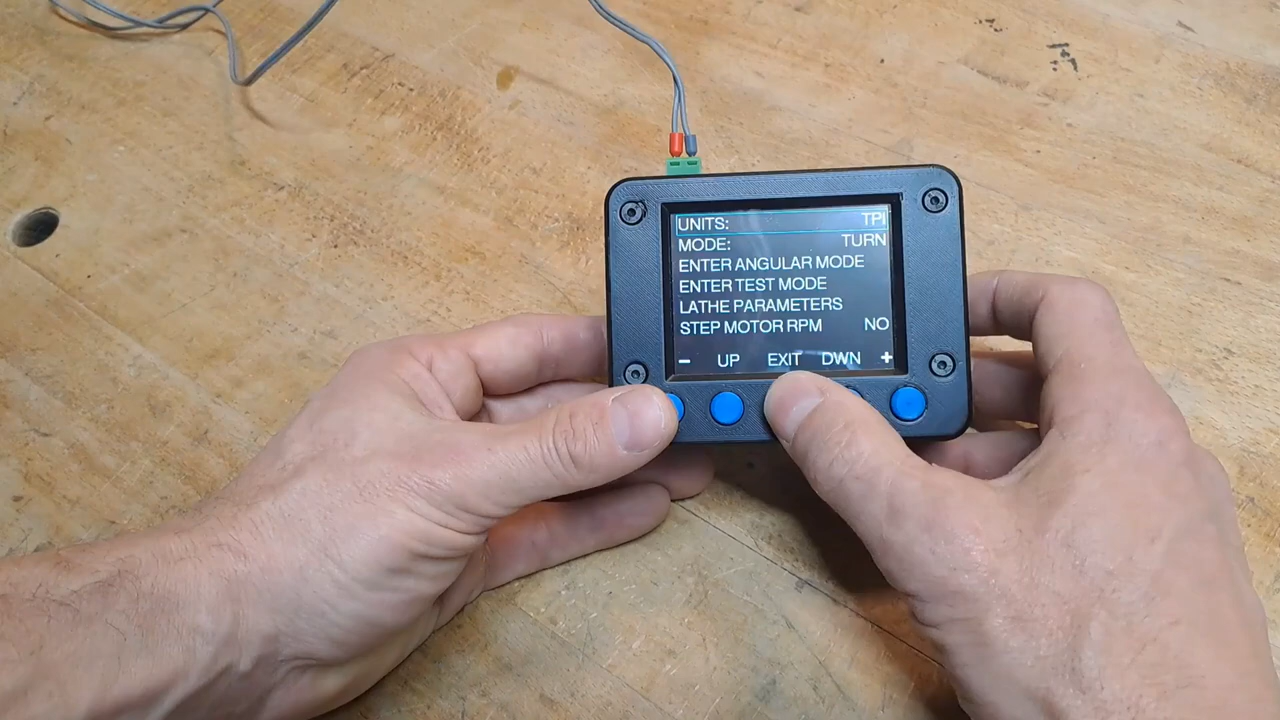 UNITS: TPI
MODE: TURN
ENTER ANGULAR MODE
ENTER TEST MODE
LATHE PARAMETERS
STEP MOTOR RPM NO
- UP EXIT DWN +